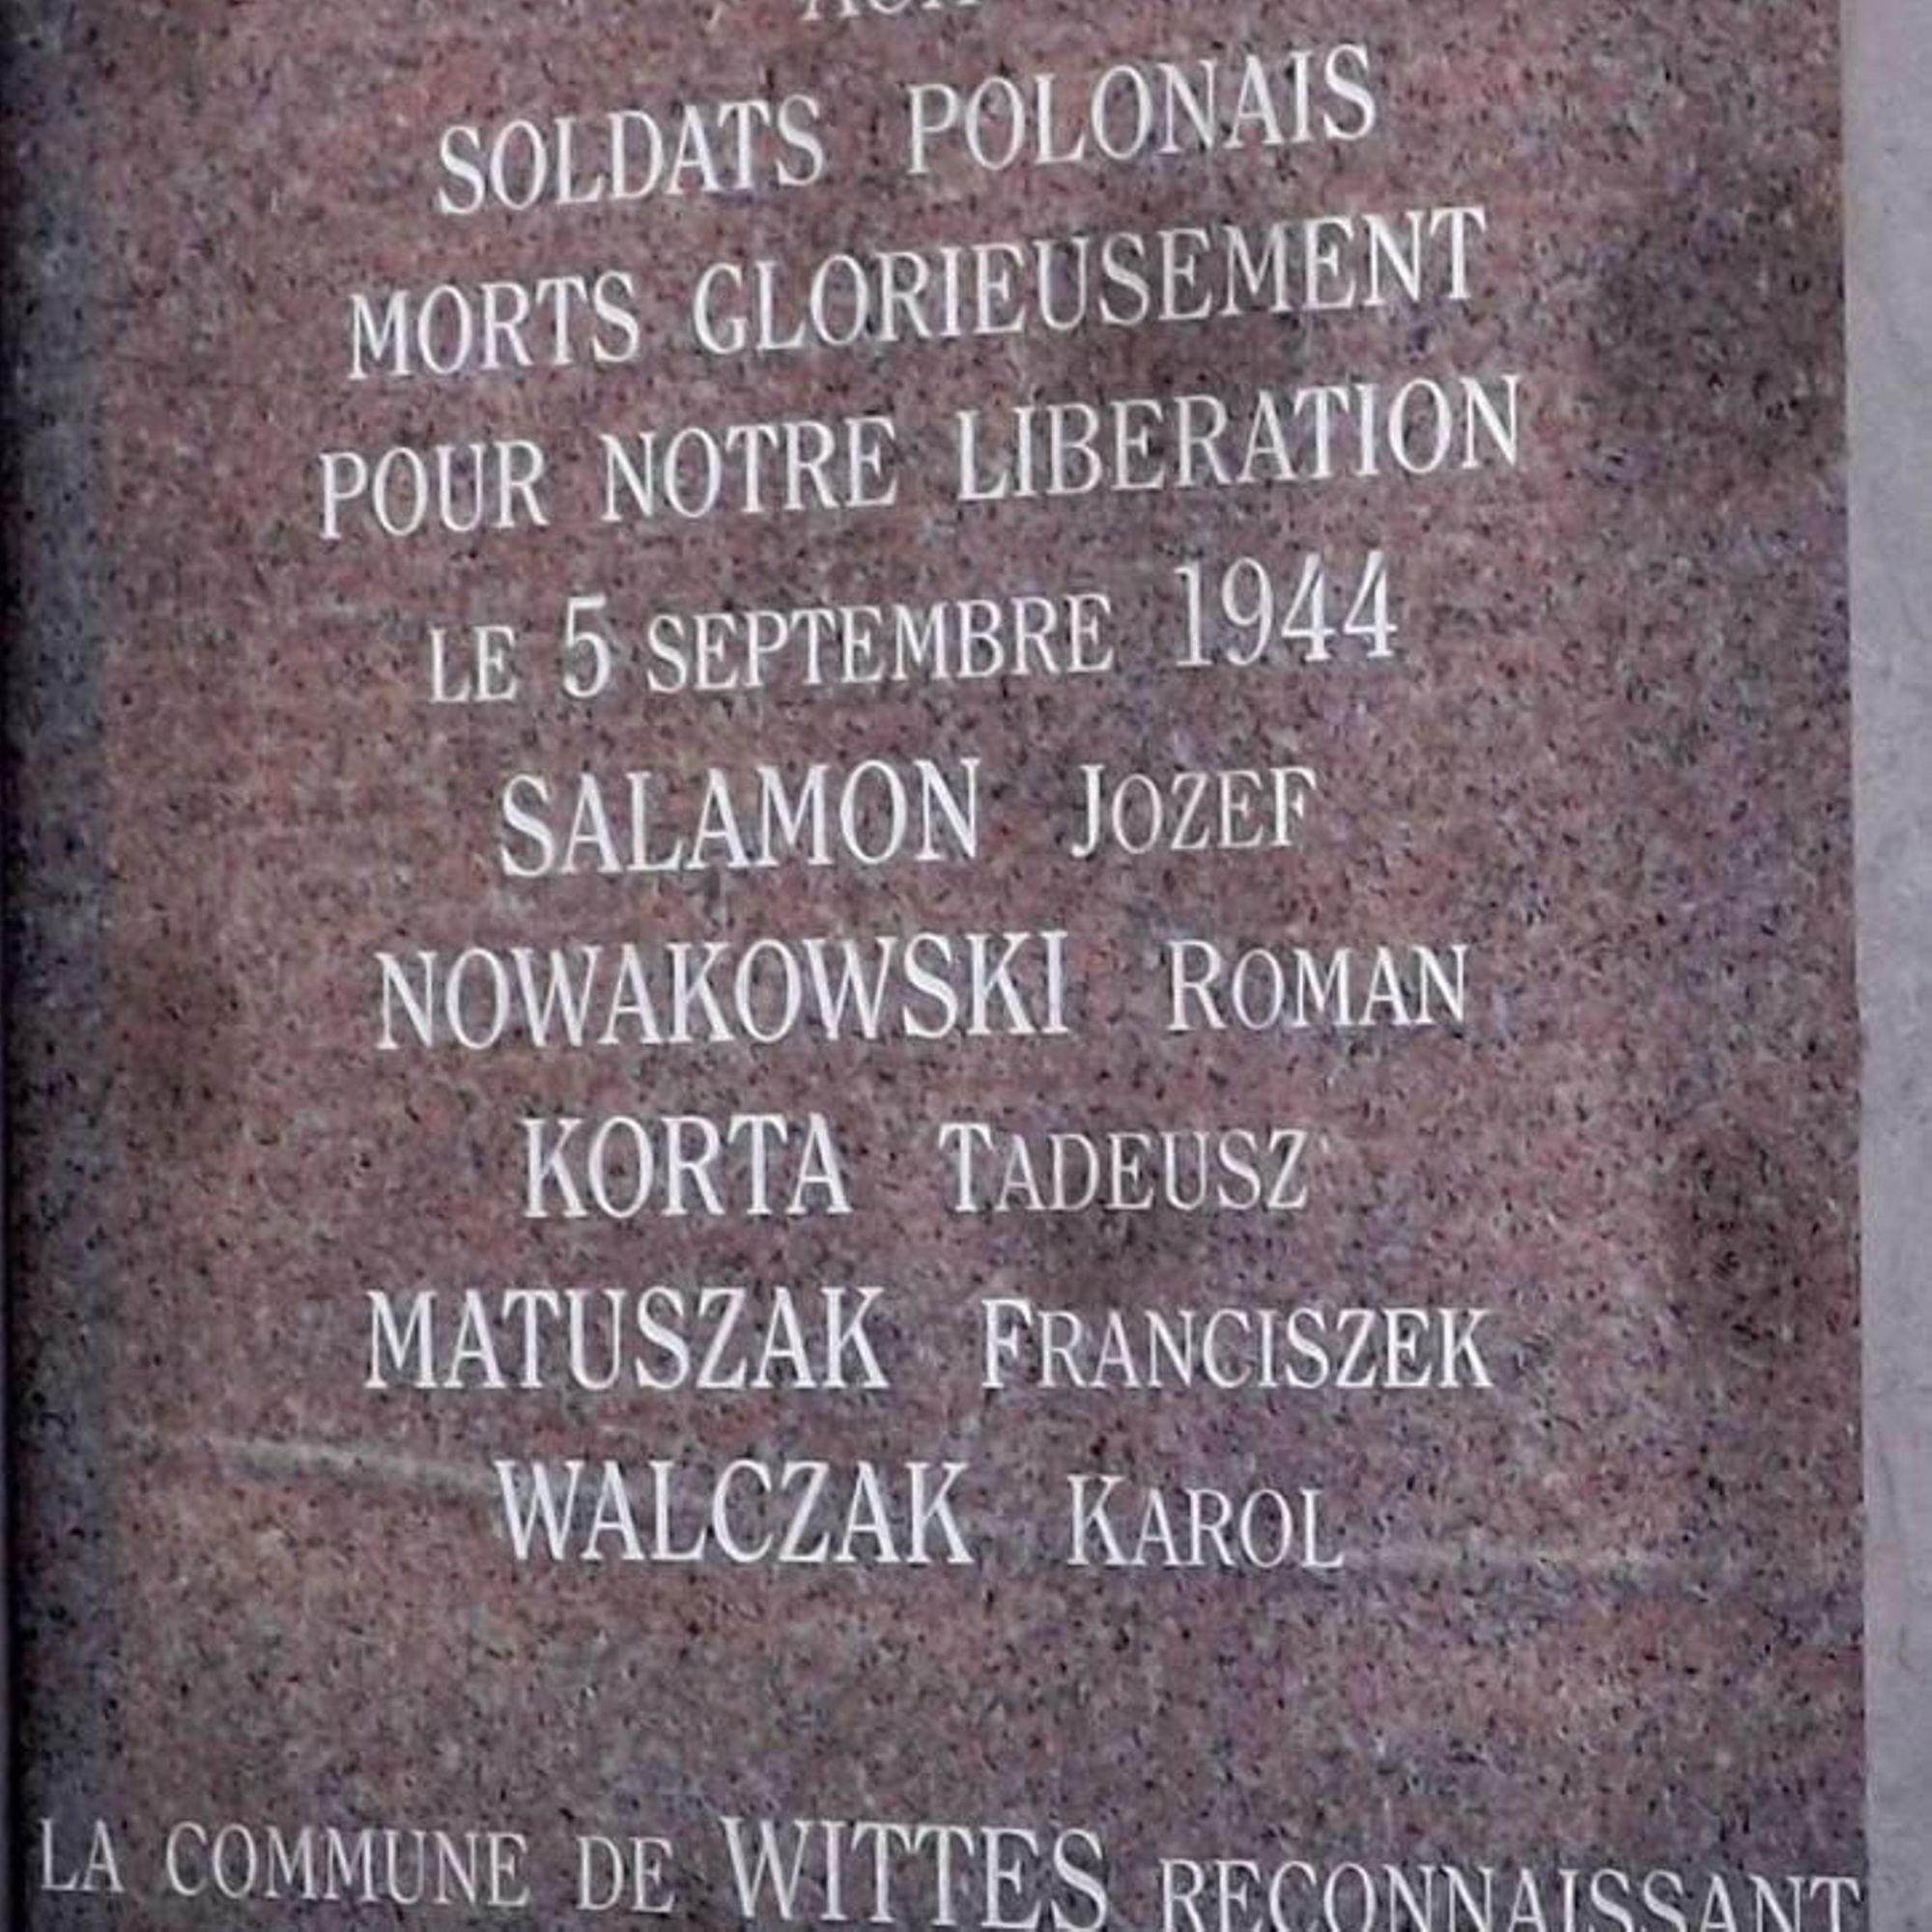 AUX
SOLDATS POLONAIS
MORTS GLORIEUSEMENT
POUR NOTRE LIBERATION
LE 5 SEPTEMBRE 1944
SALAMON JOZEF
NOWAKOWSKI ROMAN
KORTA TADEUSZ
MATUSZAK FRANCISZEK
WALCZAK KAROL
LA COMMUNE DE WITTES RECONNAISSANT